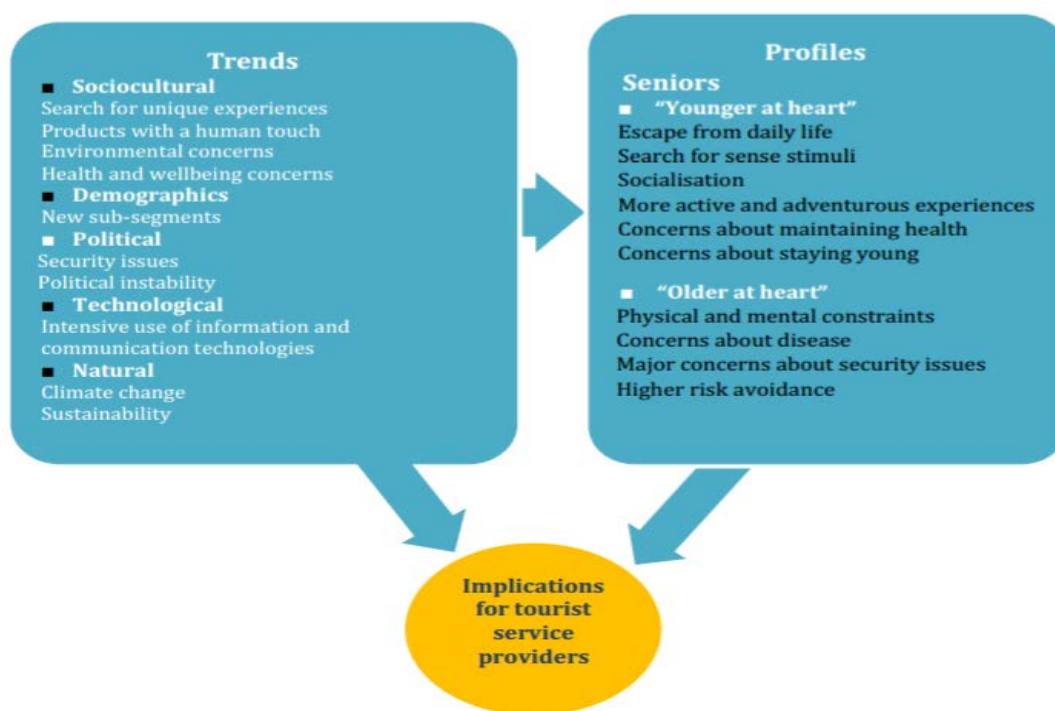 Trends
■ Sociocultural
Search for unique experiences
Products with a human touch
Environmental concerns
Health and wellbeing concerns
■ Demographics
New sub-segments
■ Political
Security issues
Political instability
■ Technological
Intensive use of information and
communication technologies
■ Natural
Climate change
Sustainability
Profiles
Seniors
■ “Younger at heart”
Escape from daily life
Search for sense stimuli
Socialisation
More active and adventurous experiences
Concerns about maintaining health
Concerns about staying young
■ “Older at heart”
Physical and mental constraints
Concerns about disease
Major concerns about security issues
Higher risk avoidance
Implications
for tourist
service
providers